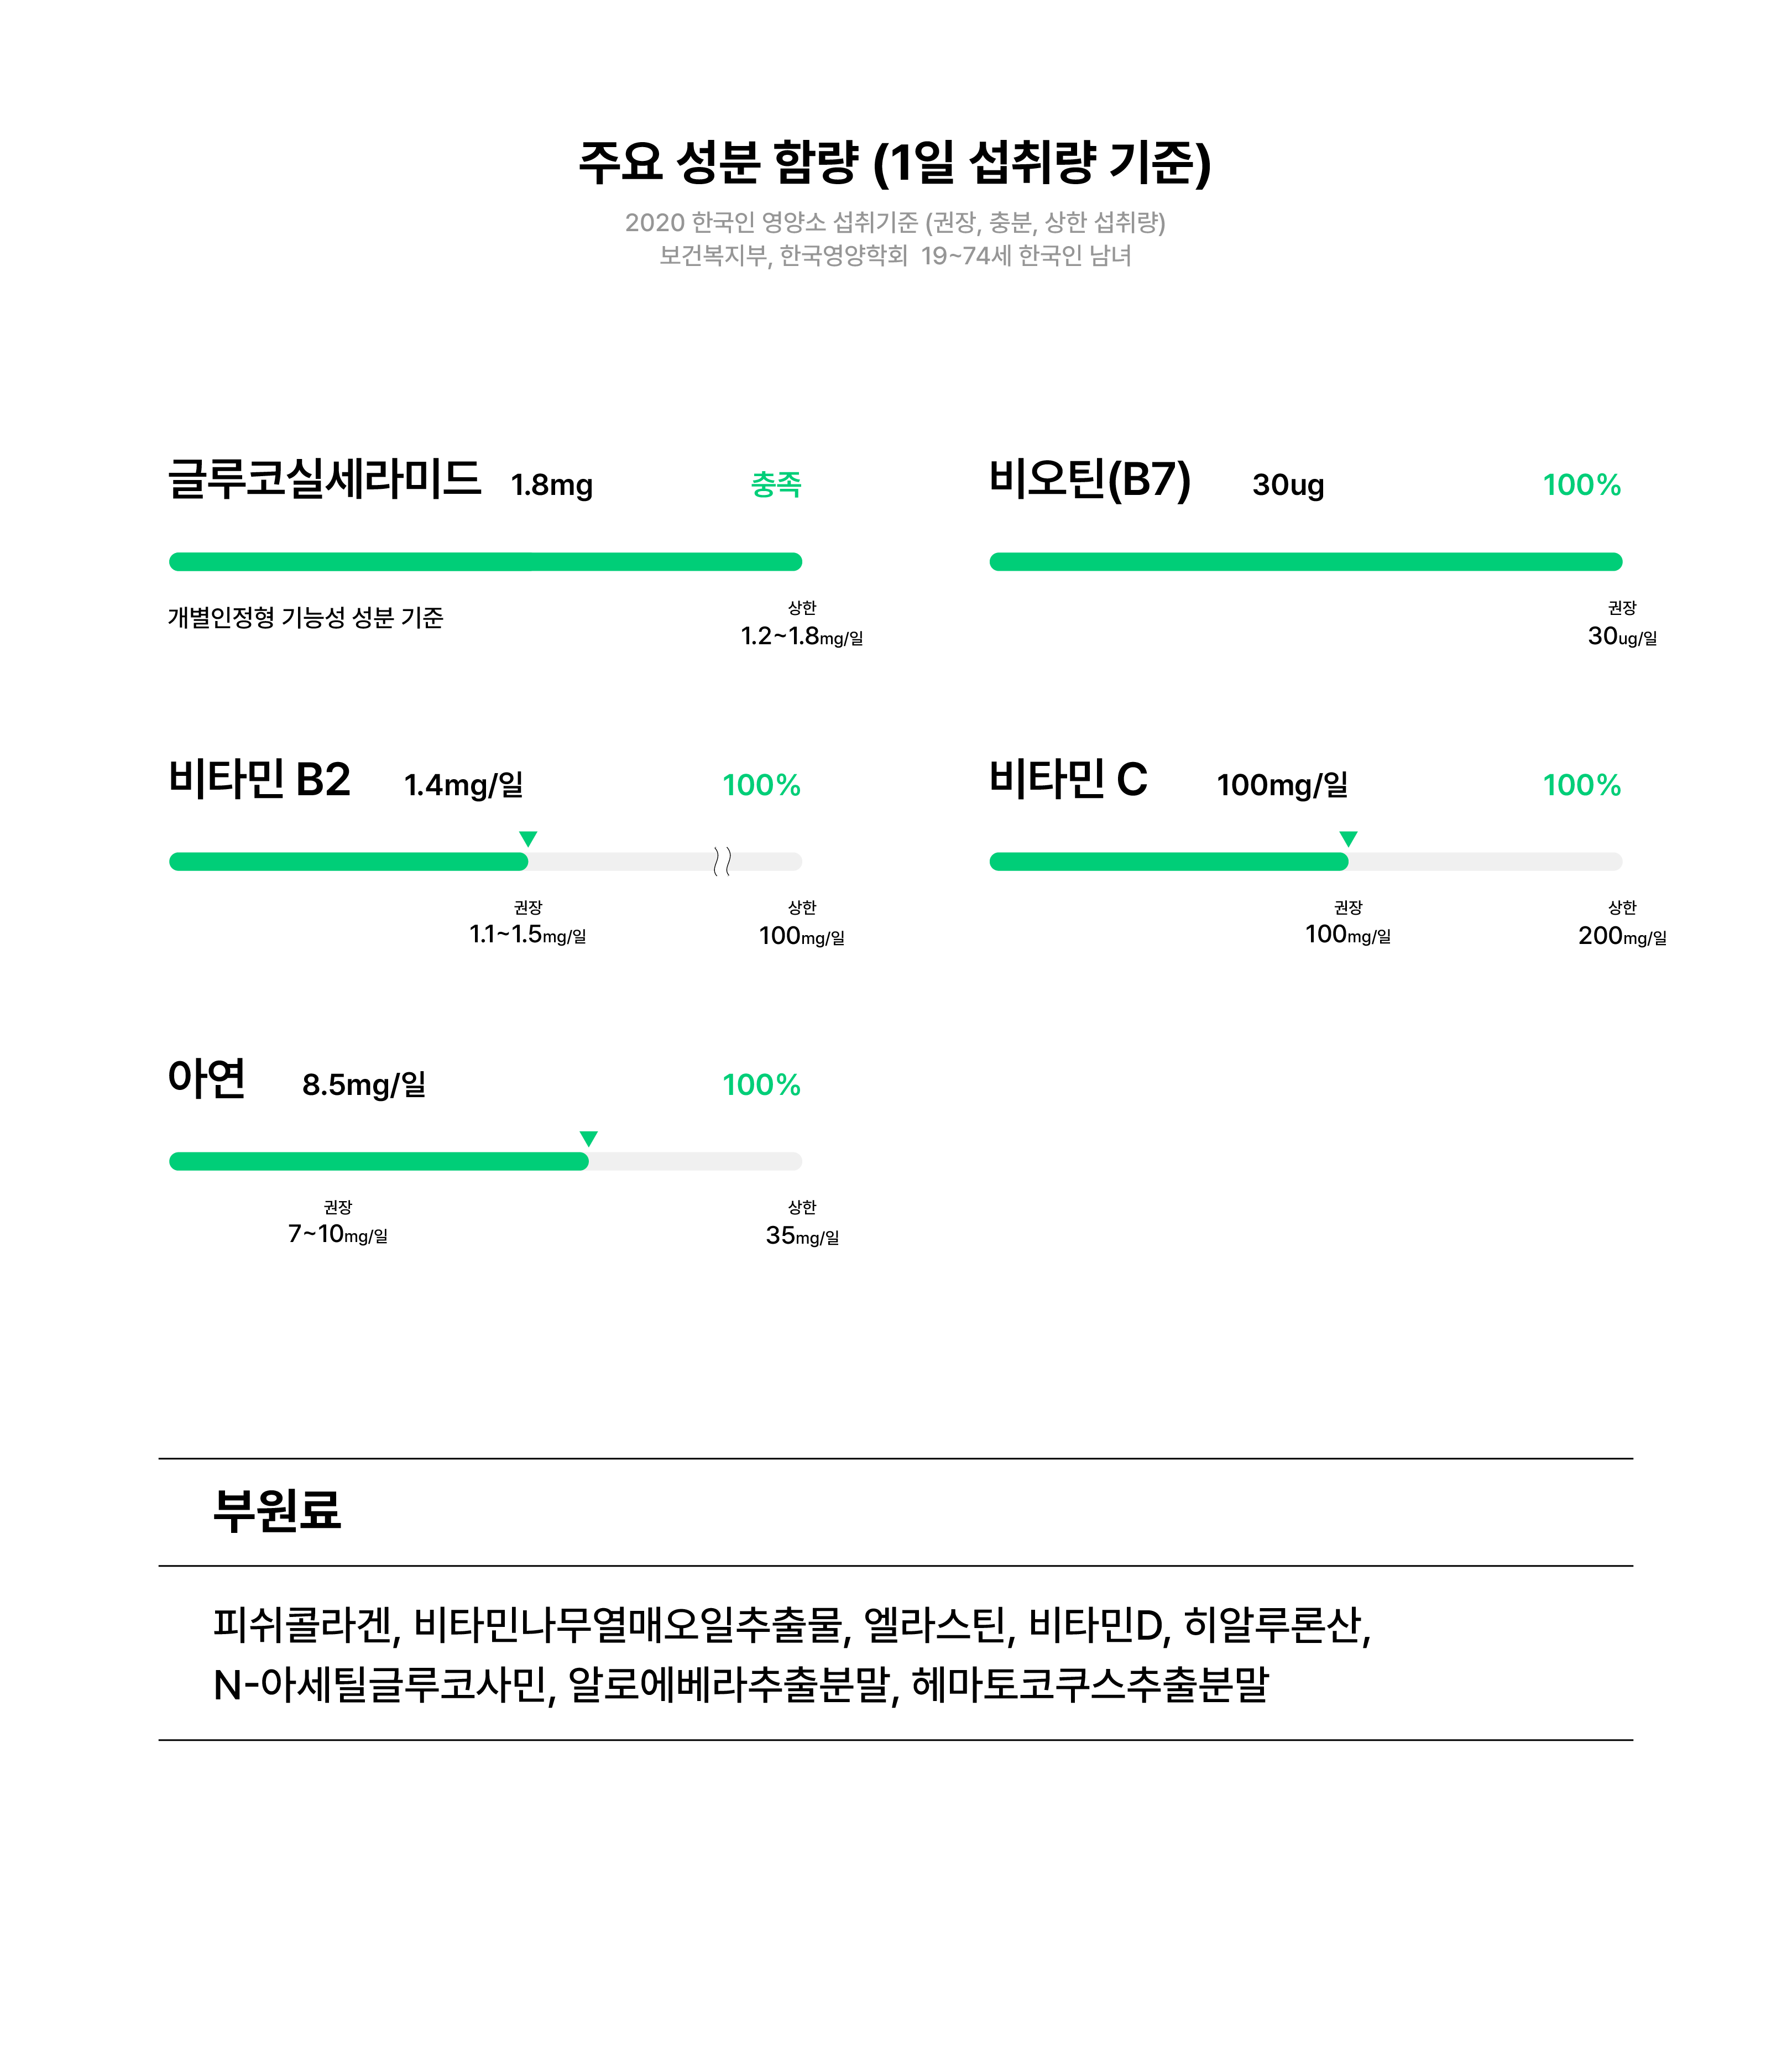 주요 성분 함량 (1일 섭취량 기준)
2020 한국인 영양소 섭취기준 (권장, 충분, 상한 섭취량)
보건복지부, 한국영양학회 19~74세 한국인 남녀
글루코실세라미드 1.8mg 충족
개별인정형 기능성 성분 기준
상한
1.2~1.8mg/일
비오틴(B7) 30ug 100%
권장
30ug/일
비타민 B2 1.4mg/일 100%
권장
1.1~1.5mg/일
상한
100mg/일
비타민 C 100mg/일 100%
권장
100mg/일
상한
200mg/일
아연 8.5mg/일 100%
권장
7~10mg/일
상한
35mg/일
부원료
피쉬콜라겐, 비타민나무열매오일추출물, 엘라스틴, 비타민D, 히알루론산,
N-아세틸글루코사민, 알로에베라추출분말, 헤마토코쿠스추출분말